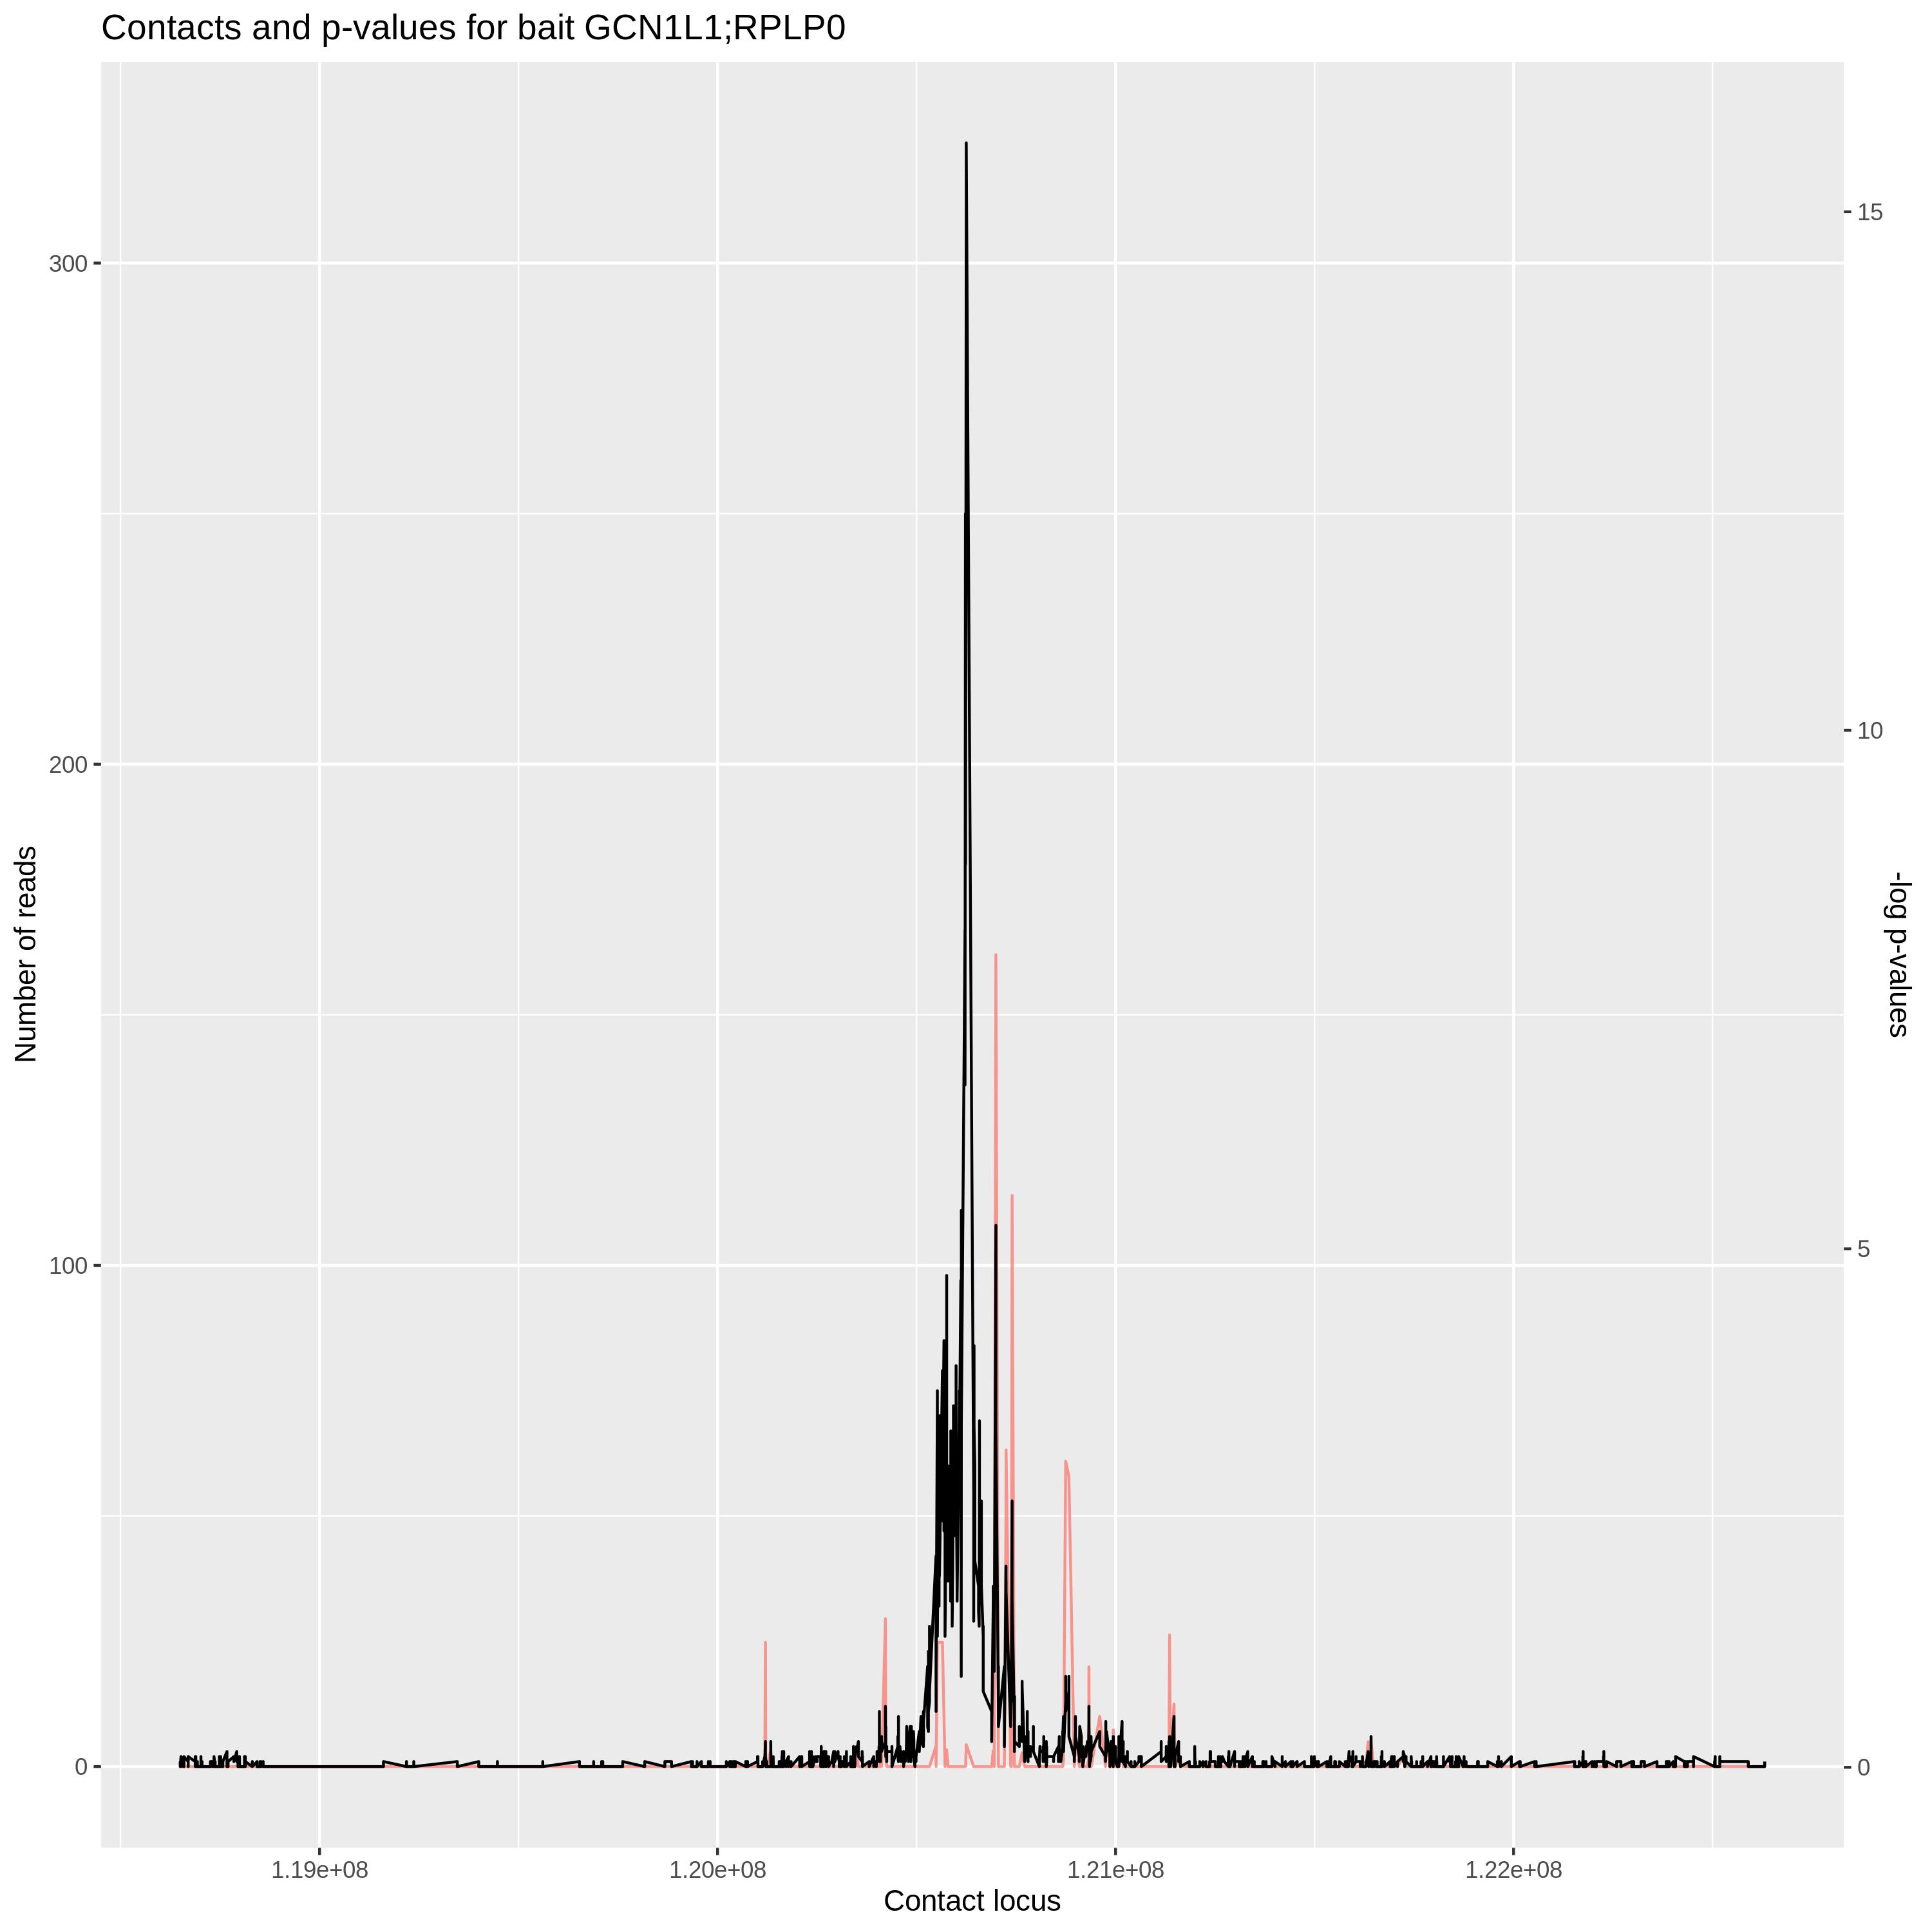 Contacts and p-values for bait GCN1L1;RPLP0
300
200
100
0
15
10
5
0
Number of reads
-log p-values
1.19e+08 1.20e+08 1.21e+08 1.22e+08
Contact locus